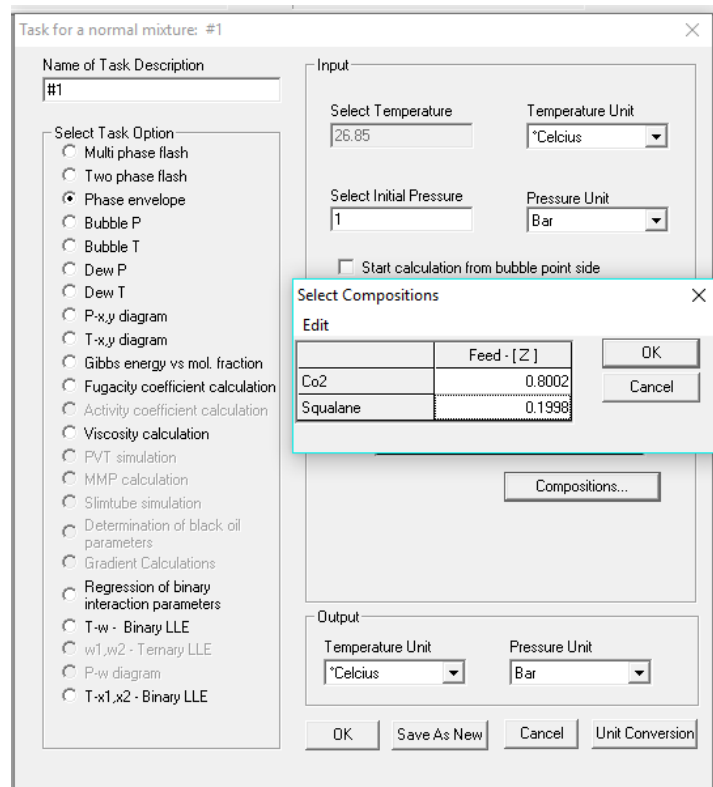 Task for a normal mixture: #1
Name of Task Description
#1
Select Task Option
Multi phase flash
Two phase flash
Phase envelope
Bubble P
Bubble T
Dew P
Dew T
P-x,y diagram
T-x,y diagram
Gibbs energy vs mol. fraction
Fugacity coefficient calculation
Activity coefficient calculation
Viscosity calculation
PVT simulation
MMP calculation
Slimtube simulation
Determination of black oil
parameters
Gradient Calculations
Regression of binary
interaction parameters
T-w - Binary LLE
w1,w2 - Ternary LLE
P-w diagram
T-x1,x2 - Binary LLE
Input
Select Temperature
Temperature Unit
26.85
°Celcius
Select Initial Pressure
Pressure Unit
1
Bar
Start calculation from bubble point side
Select Compositions
Edit
Feed - [ Z ]
Co2 0.8002
Squalane 0.1998
OK
Cancel
Compositions...
Output
Temperature Unit
Pressure Unit
°Celcius
Bar
OK
Save As New
Cancel
Unit Conversion